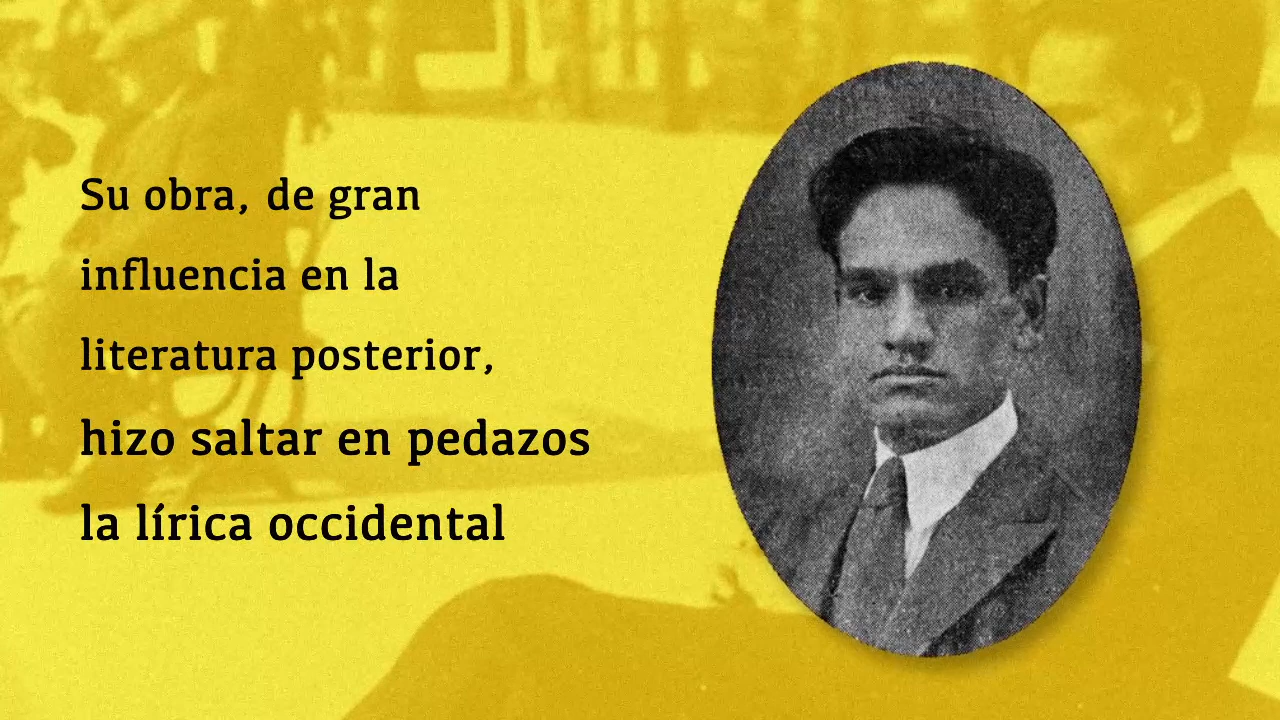 Su obra, de gran
influencia en la
literatura posterior,
hizo saltar en pedazos
la lírica occidental